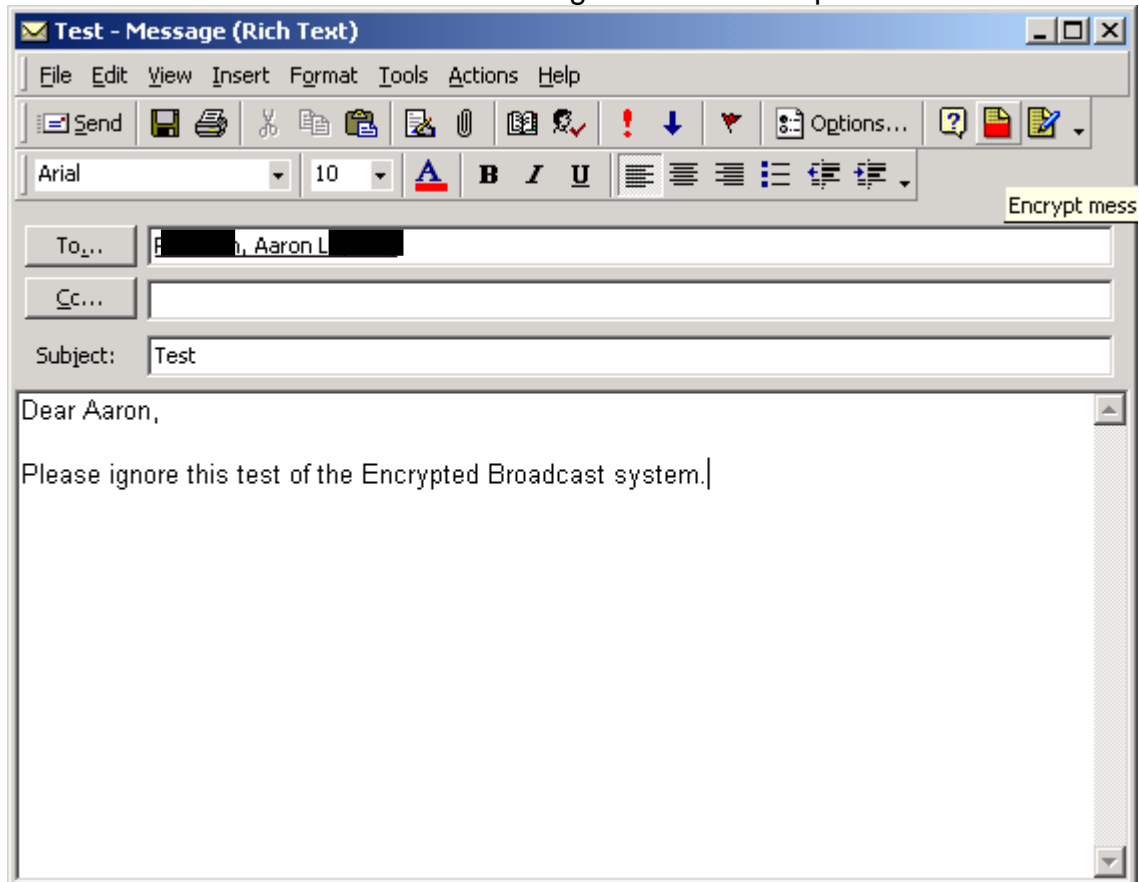 Test - Message (Rich Text)
File Edit View Insert Format Tools Actions Help
Send Options...
Arial 10 A B I U
Encrypt mess
To... , Aaron L
Cc...
Subject: Test
Dear Aaron,
Please ignore this test of the Encrypted Broadcast system.